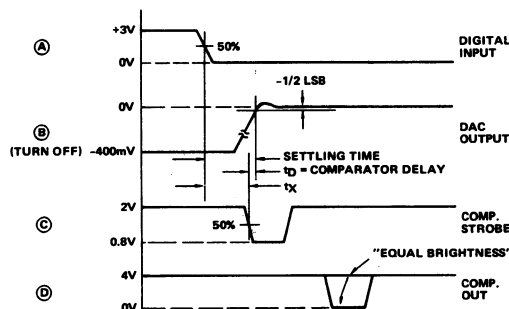 +3V
Ⓐ
50%
DIGITAL
INPUT
0V
-1/2 LSB
0V
Ⓑ
DAC
OUTPUT
(TURN OFF) -400mV
SETTLING TIME
tD = COMPARATOR DELAY
tX
2V
Ⓒ
50%
COMP.
STROBE
0.8V
"EQUAL BRIGHTNESS"
4V
Ⓓ
COMP.
OUT
0V